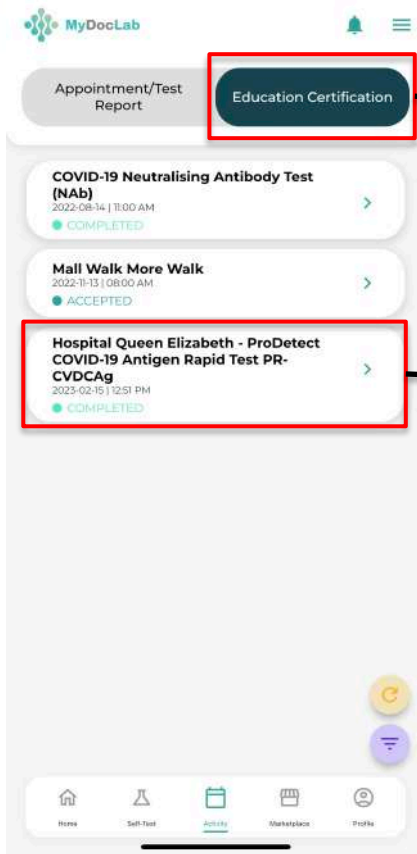 MyDocLab
Appointment/Test
Report
Education Certification
COVID-19 Neutralising Antibody Test
(NAb)
2022-08-14 | 11:00 AM
COMPLETED
Mall Walk More Walk
2022-11-13 | 08:00 AM
ACCEPTED
Hospital Queen Elizabeth - ProDetect
COVID-19 Antigen Rapid Test PR-
CVDCAg
2023-02-15 | 12:51 PM
COMPLETED
Home Self-Test Activity Marketplace Profile